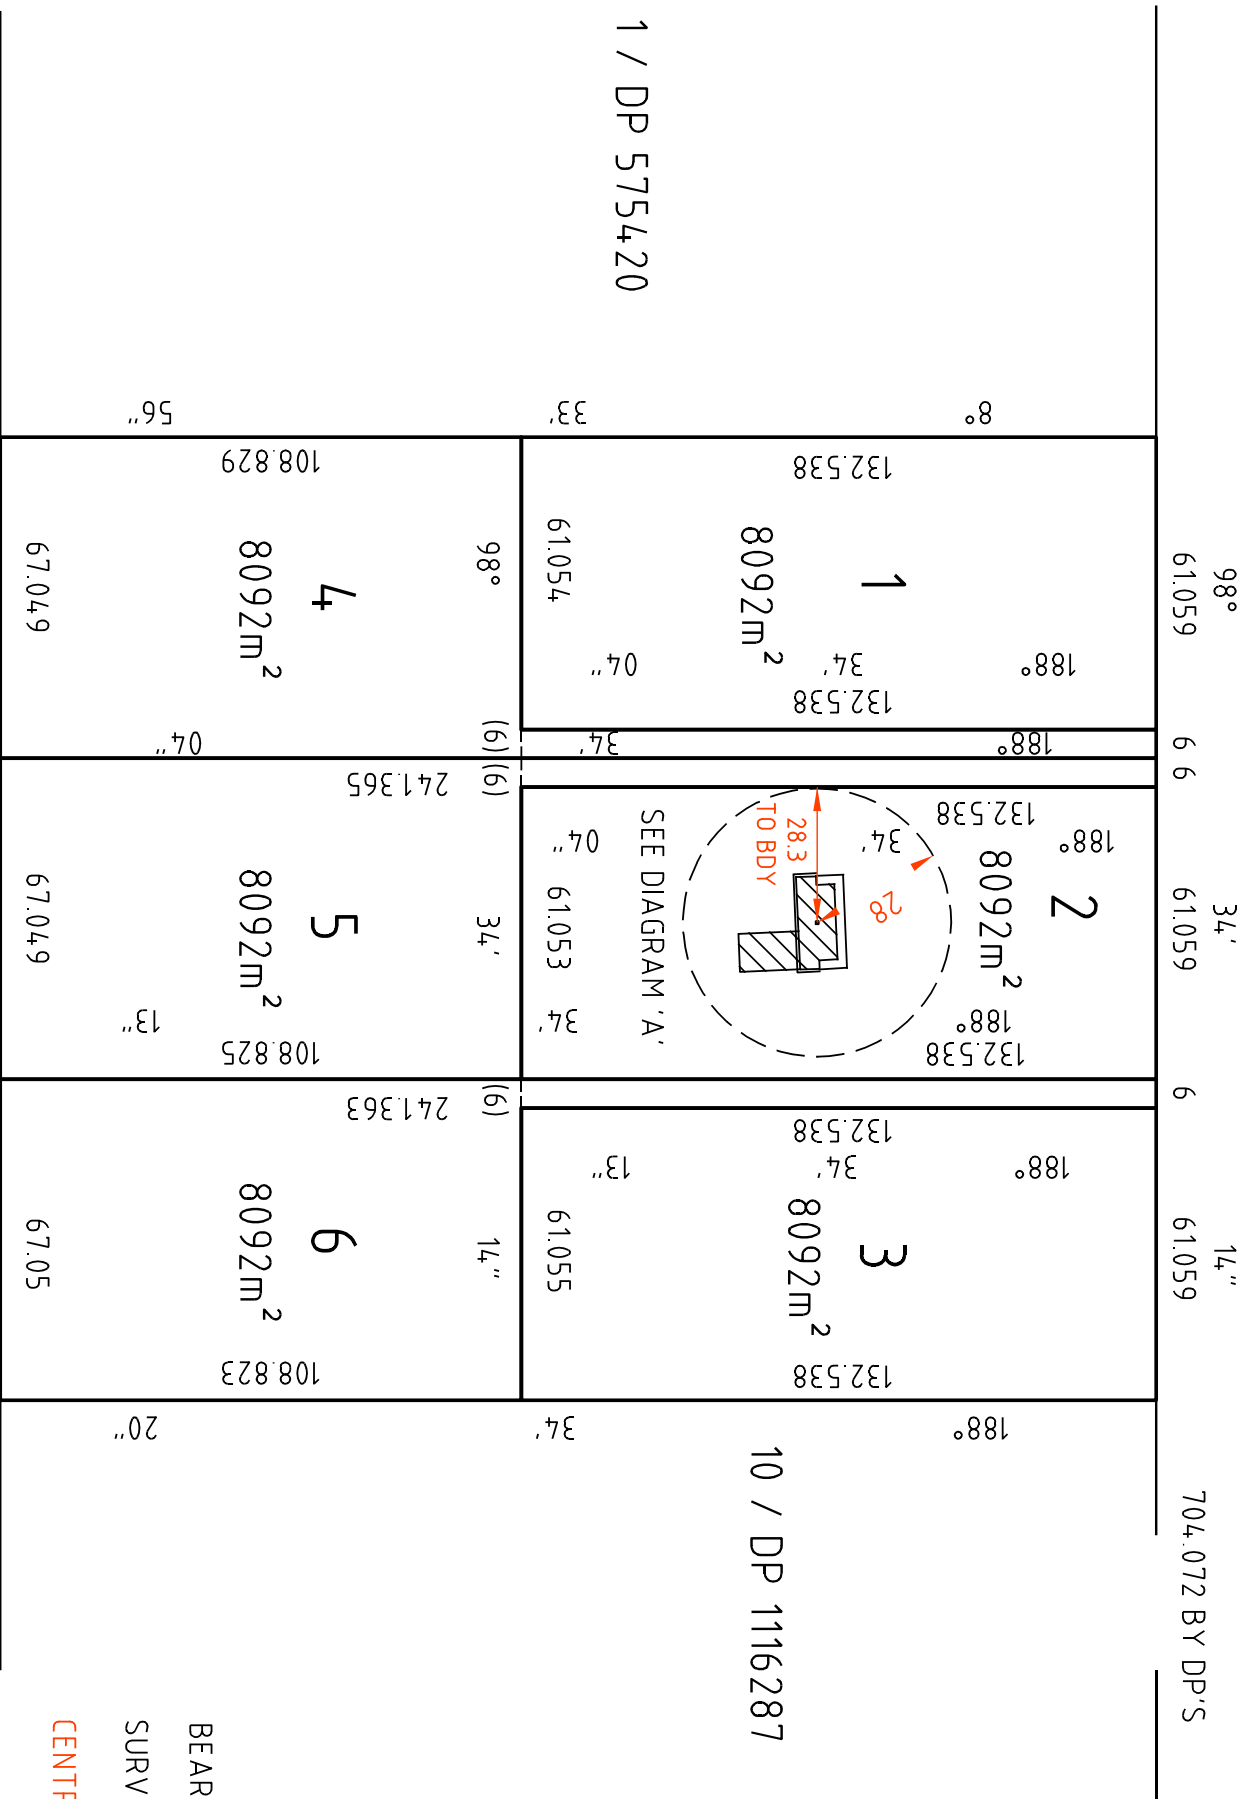 98° 34' 14"
704.072 BY DP'S
61.059 6 6 61.059 6 61.059
8° 33' 56"
1 / DP 575420
132.538
1
8092m²
61.054
188° 34' 04"
132.538
188° 34' 04"
132.538
188° 34' 04"
2
8092m²
28
28.3
TO BDY
SEE DIAGRAM 'A'
61.053
188° 34' 13"
132.538
132.538
188° 34' 13"
3
8092m²
61.055
132.538
188° 34' 20"
10 / DP 1116287
98° (6) (6) 34' (6) 14"
108.829
4
8092m²
67.049
241.365
5
8092m²
67.049
108.825
241.363
6
8092m²
67.05
108.823
BEAR
SURV